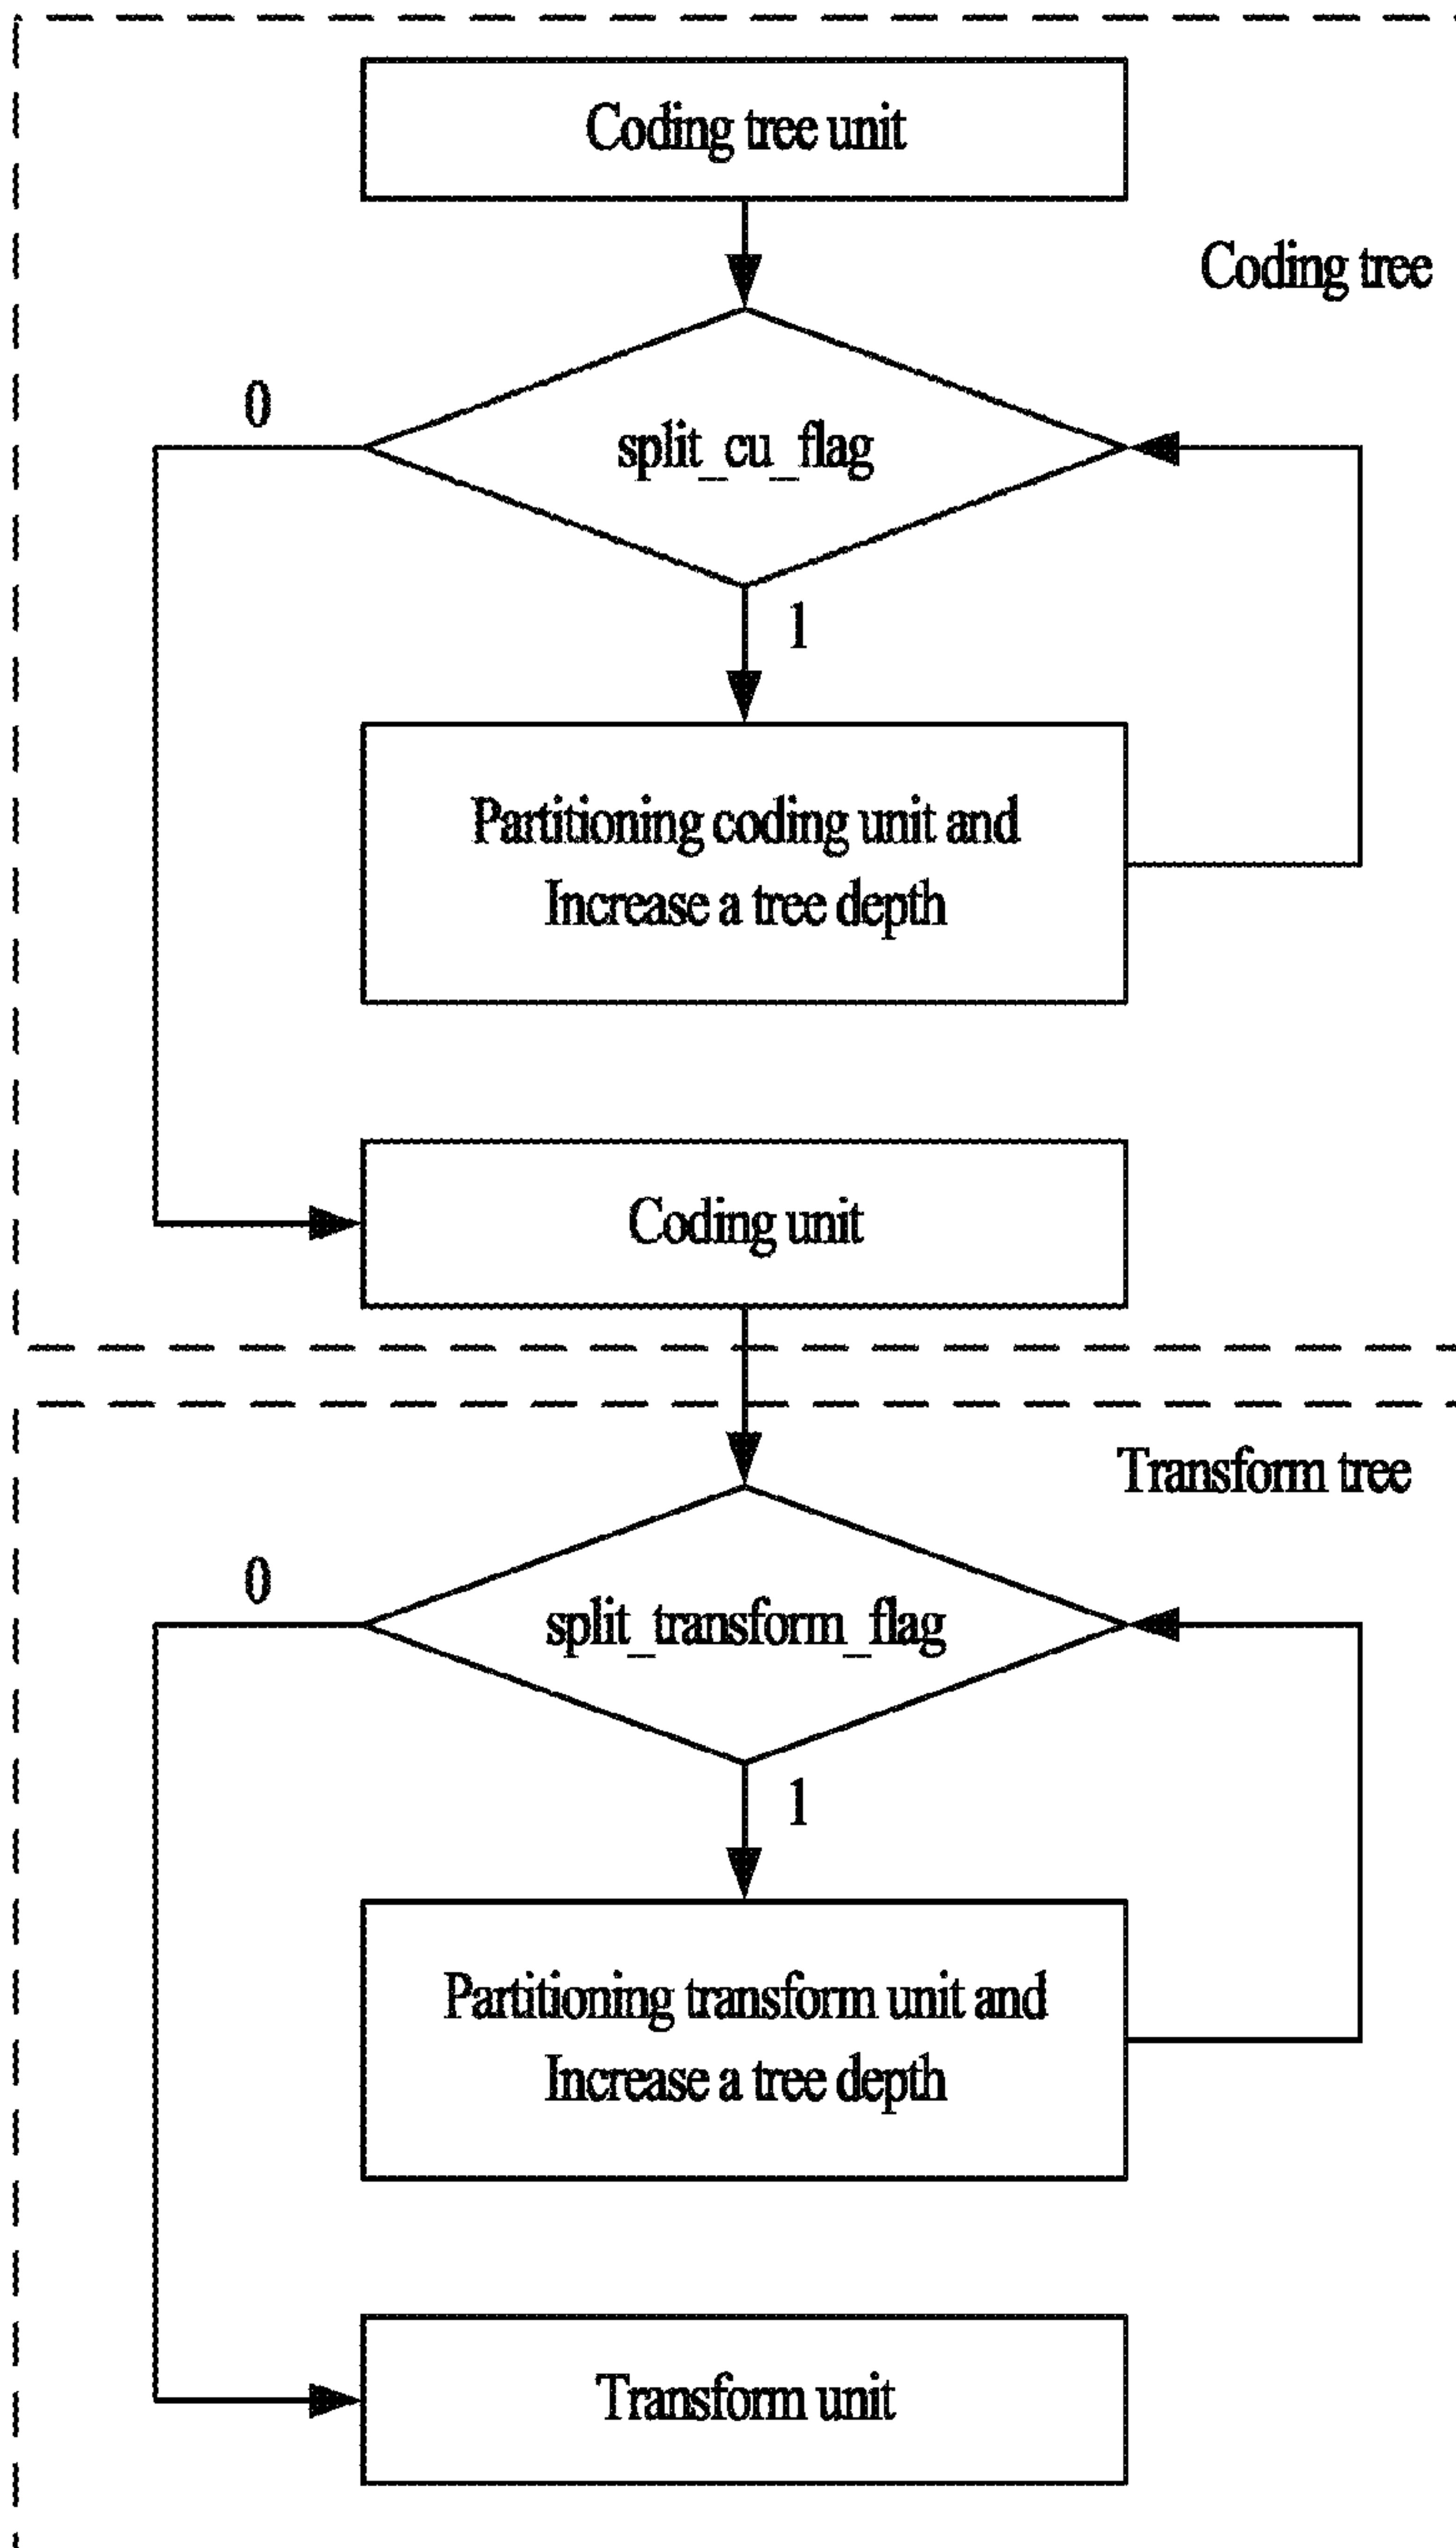 Coding tree unit
Coding tree
0
split_cu_flag
1
Partitioning coding unit and
Increase a tree depth
Coding unit
Transform tree
0
split_transform_flag
1
Partitioning transform unit and
Increase a tree depth
Transform unit